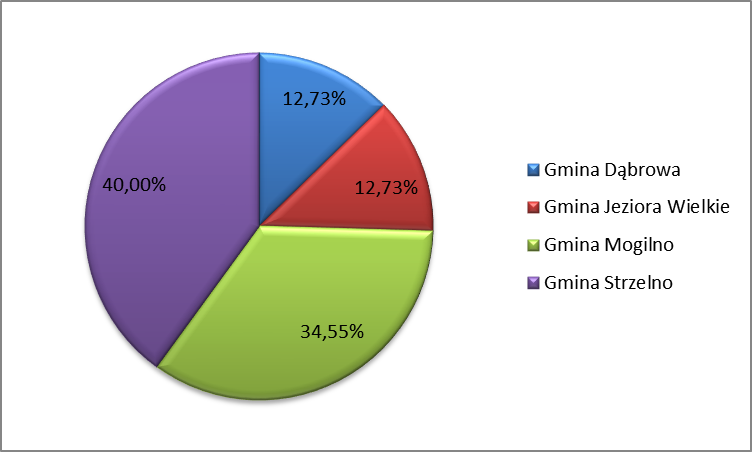 12,73%
12,73%
34,55%
40,00%
Gmina Dąbrowa
Gmina Jeziora Wielkie
Gmina Mogilno
Gmina Strzelno